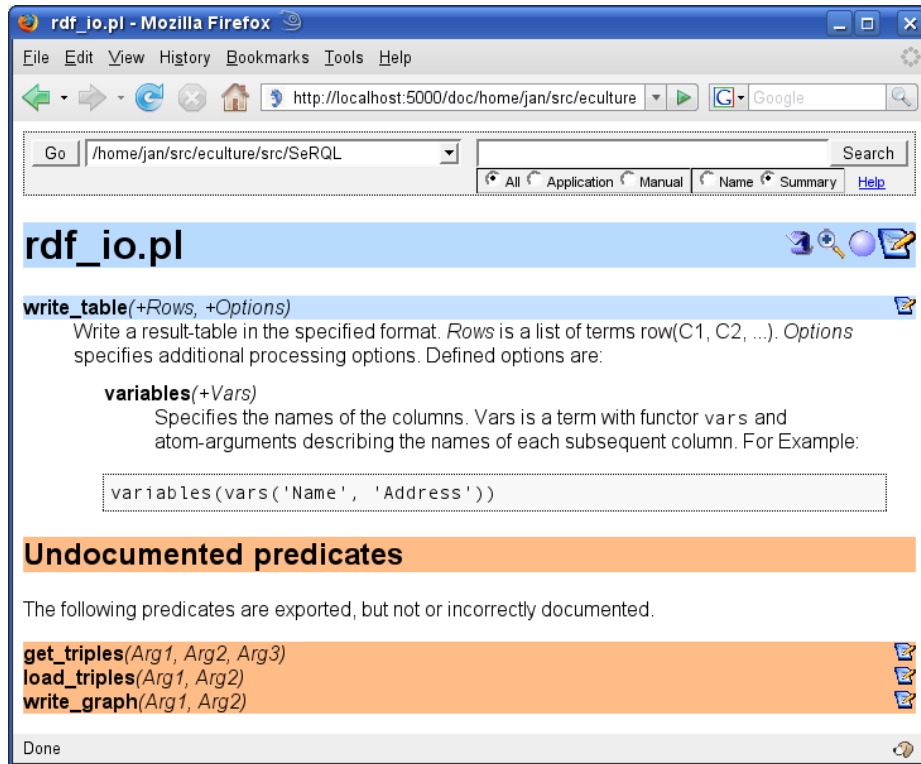 rdf_io.pl - Mozilla Firefox
File Edit View History Bookmarks Tools Help
http://localhost:5000/doc/home/jan/src/eculture G Google
Go /home/jan/src/eculture/src/SeRQL Search
All Application Manual Name Summary Help
rdf_io.pl
write_table(+Rows, +Options)
Write a result-table in the specified format. Rows is a list of terms row(C1, C2, ...). Options
specifies additional processing options. Defined options are:
variables(+Vars)
Specifies the names of the columns. Vars is a term with functor vars and
atom-arguments describing the names of each subsequent column. For Example:
variables(vars('Name', 'Address'))
Undocumented predicates
The following predicates are exported, but not or incorrectly documented.
get_triples(Arg1, Arg2, Arg3)
load_triples(Arg1, Arg2)
write_graph(Arg1, Arg2)
Done